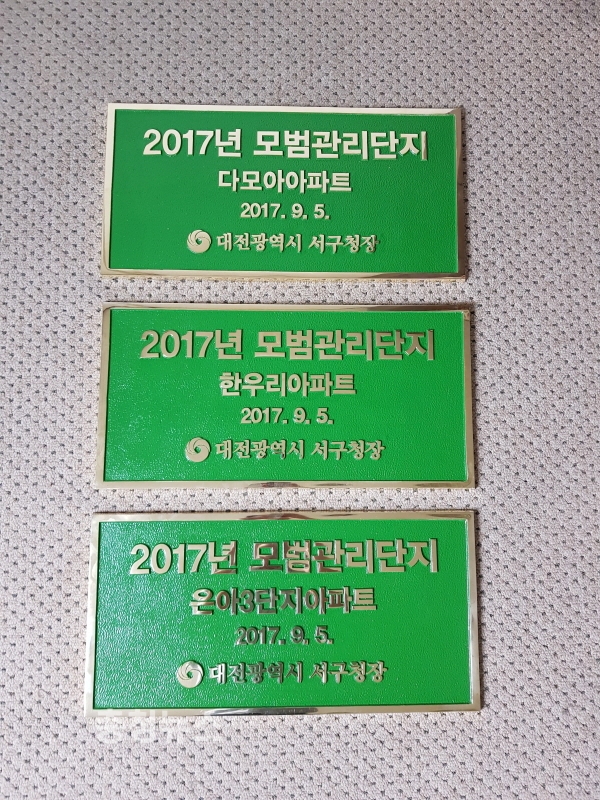 2017년 모범관리단지
다모아아파트
2017. 9. 5.
대전광역시 서구청장
2017년 모범관리단지
한우리아파트
2017. 9. 5.
대전광역시 서구청장
2017년 모범관리단지
은아3단지아파트
2017. 9. 5.
대전광역시 서구청장